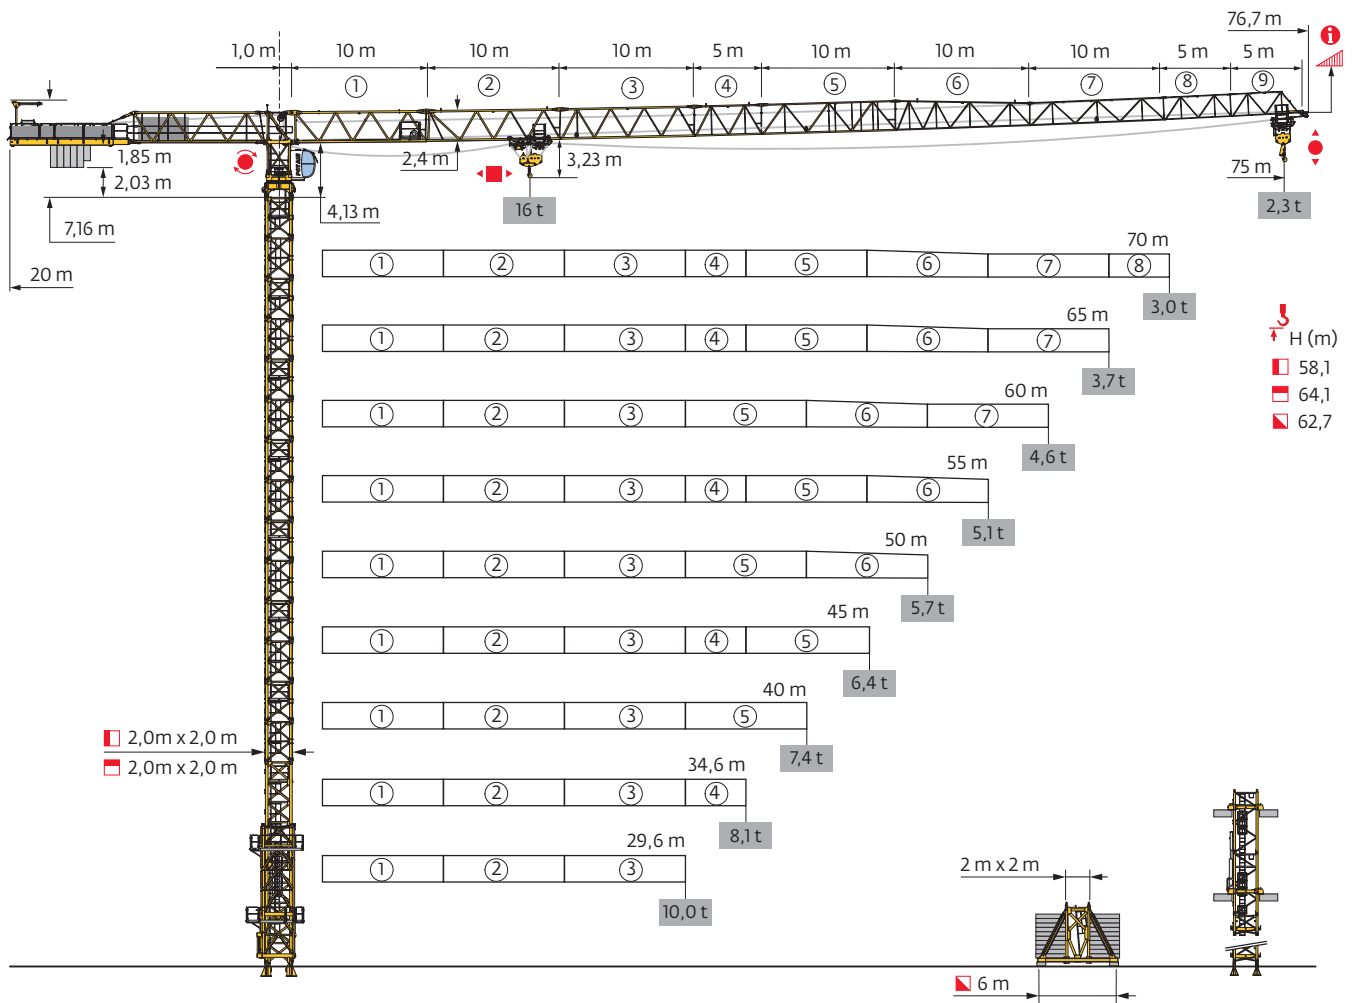 76,7 m
1,0 m 10 m 10 m 10 m 5 m 10 m 10 m 10 m 5 m 5 m
① ② ③ ④ ⑤ ⑥ ⑦ ⑧ ⑨
1,85 m
2,4 m
3,23 m
2,03 m
75 m
16 t
2,3 t
4,13 m
7,16 m
20 m
70 m
① ② ③ ④ ⑤ ⑥ ⑦ ⑧
3,0 t
65 m
① ② ③ ④ ⑤ ⑥ ⑦
3,7 t
H (m)
58,1
64,1
62,7
60 m
① ② ③ ⑤ ⑥ ⑦
4,6 t
55 m
① ② ③ ④ ⑤ ⑥
5,1 t
50 m
① ② ③ ⑤ ⑥
5,7 t
45 m
① ② ③ ④ ⑤
6,4 t
40 m
① ② ③ ⑤
7,4 t
2,0m x 2,0 m
2,0m x 2,0 m
34,6 m
① ② ③ ④
8,1 t
29,6 m
① ② ③
10,0 t
2 m x 2 m
6 m